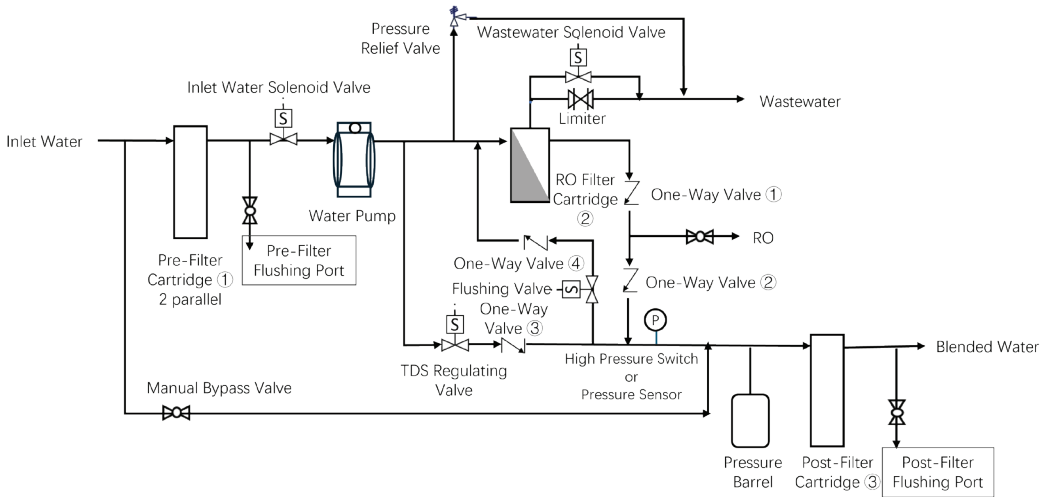 Pressure
Relief Valve
Wastewater Solenoid Valve
S
Inlet Water Solenoid Valve
S
Wastewater
Limiter
Inlet Water
RO Filter
Cartridge
②
One-Way Valve ①
Water Pump
RO
Pre-Filter
Cartridge ①
2 parallel
Pre-Filter
Flushing Port
One-Way Valve ④
One-Way Valve ②
Flushing Valve
S
One-Way
Valve ③
S
P
TDS Regulating
Valve
High Pressure Switch
or
Pressure Sensor
Blended Water
Manual Bypass Valve
Pressure
Barrel
Post-Filter
Cartridge ③
Post-Filter
Flushing Port